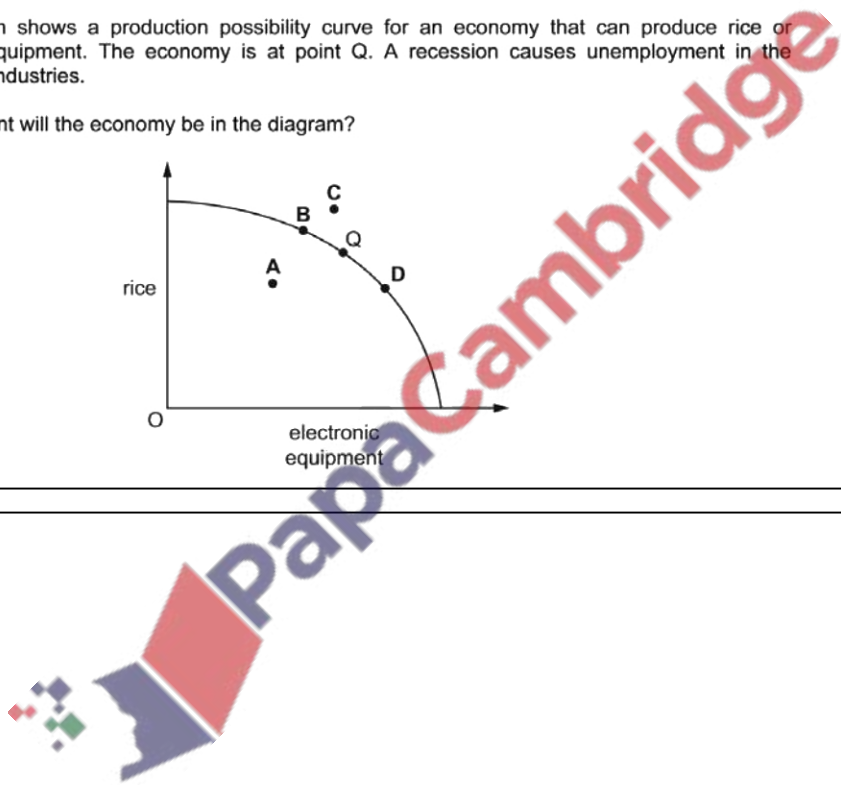 shows a production possibility curve for an economy that can produce rice or
quipment. The economy is at point Q. A recession causes unemployment in the
ndustries.
nt will the economy be in the diagram?
C
B
Q
A
D
rice
O
electronic
equipment
PapaCambridge